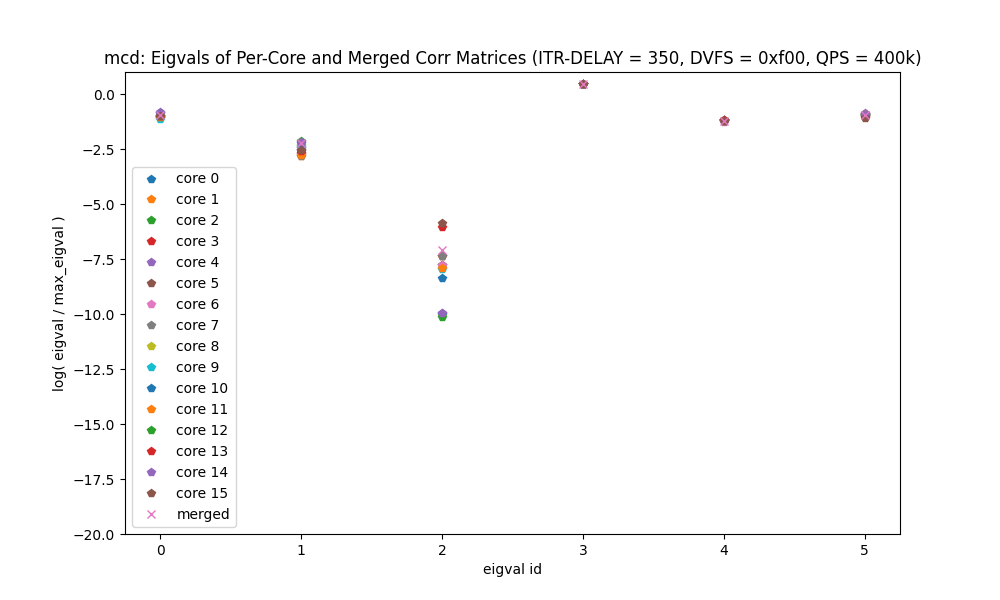 mcd: Eigvals of Per-Core and Merged Corr Matrices (ITR-DELAY = 350, DVFS = 0xf00, QPS = 400k)
log( eigval / max_eigval )
0.0
−2.5
−5.0
−7.5
−10.0
−12.5
−15.0
−17.5
−20.0
core 0
core 1
core 2
core 3
core 4
core 5
core 6
core 7
core 8
core 9
core 10
core 11
core 12
core 13
core 14
core 15
merged
0 1 2 3 4 5
eigval id